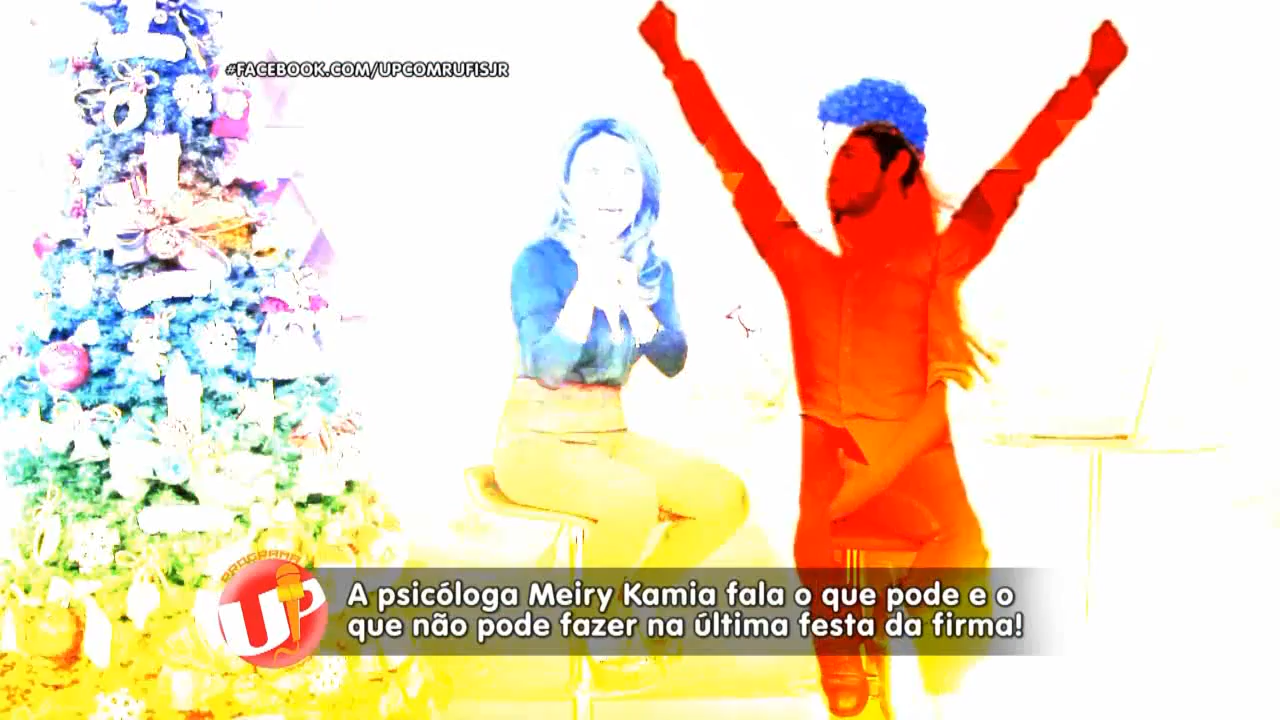 #FACEBOOK.COM/UPCOMRUFISJR
PROGRAMA
UP
A psicóloga Meiry Kamia fala o que pode e o
que não pode fazer na última festa da firma!